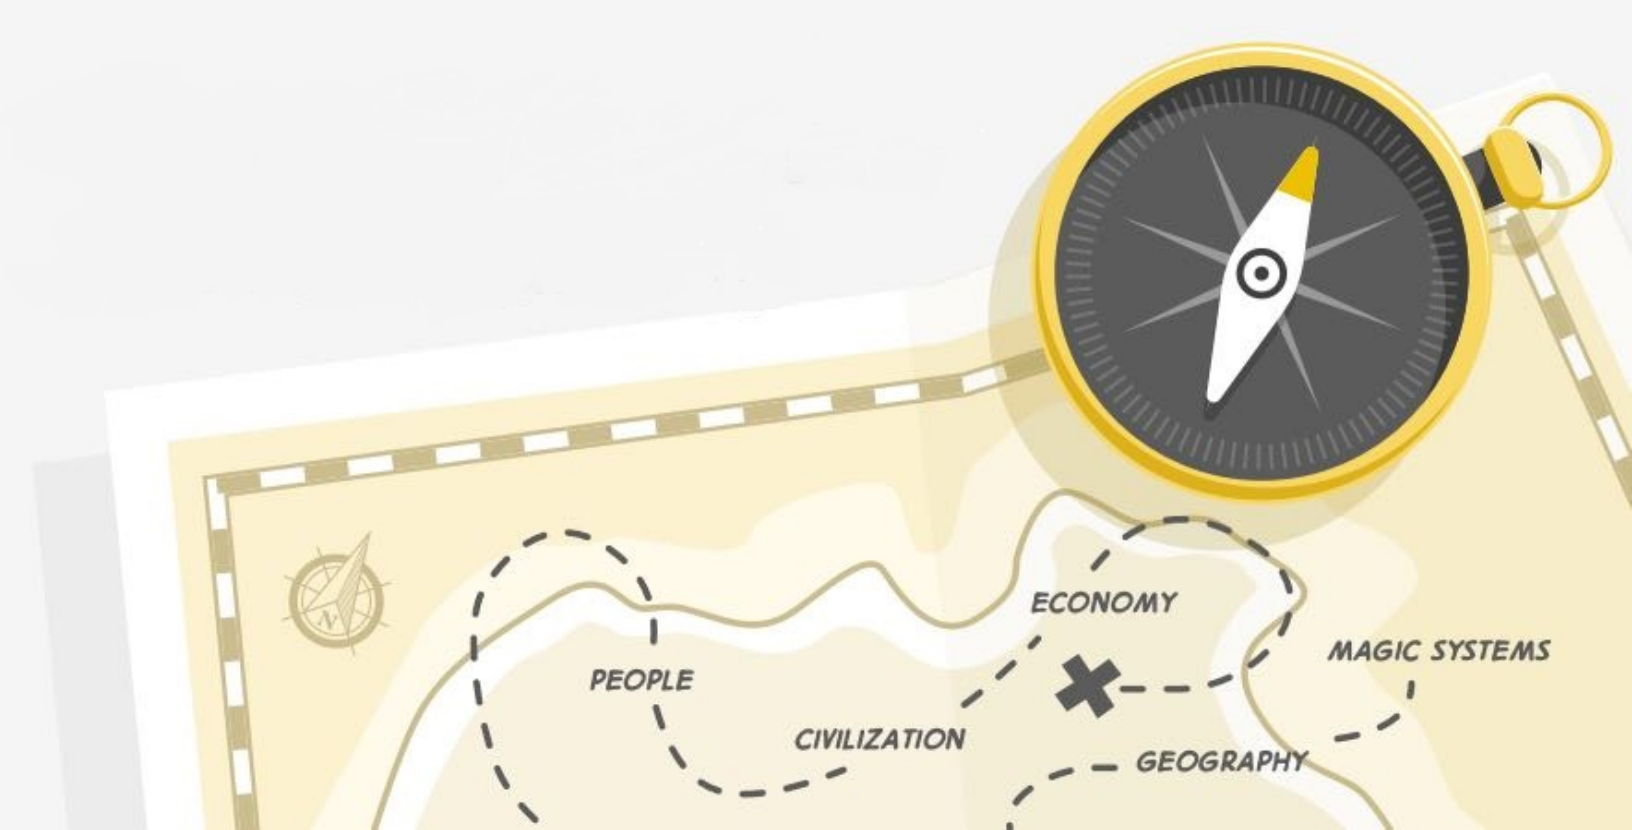 N
ECONOMY
MAGIC SYSTEMS
PEOPLE
CIVILIZATION
GEOGRAPHY